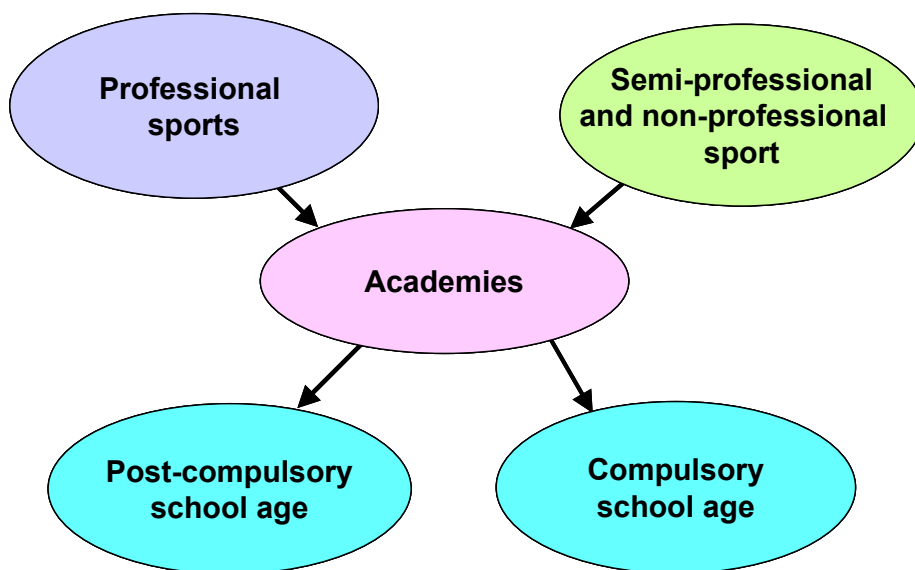 Professional
sports
Semi-professional
and non-professional
sport
Academies
Post-compulsory
school age
Compulsory
school age